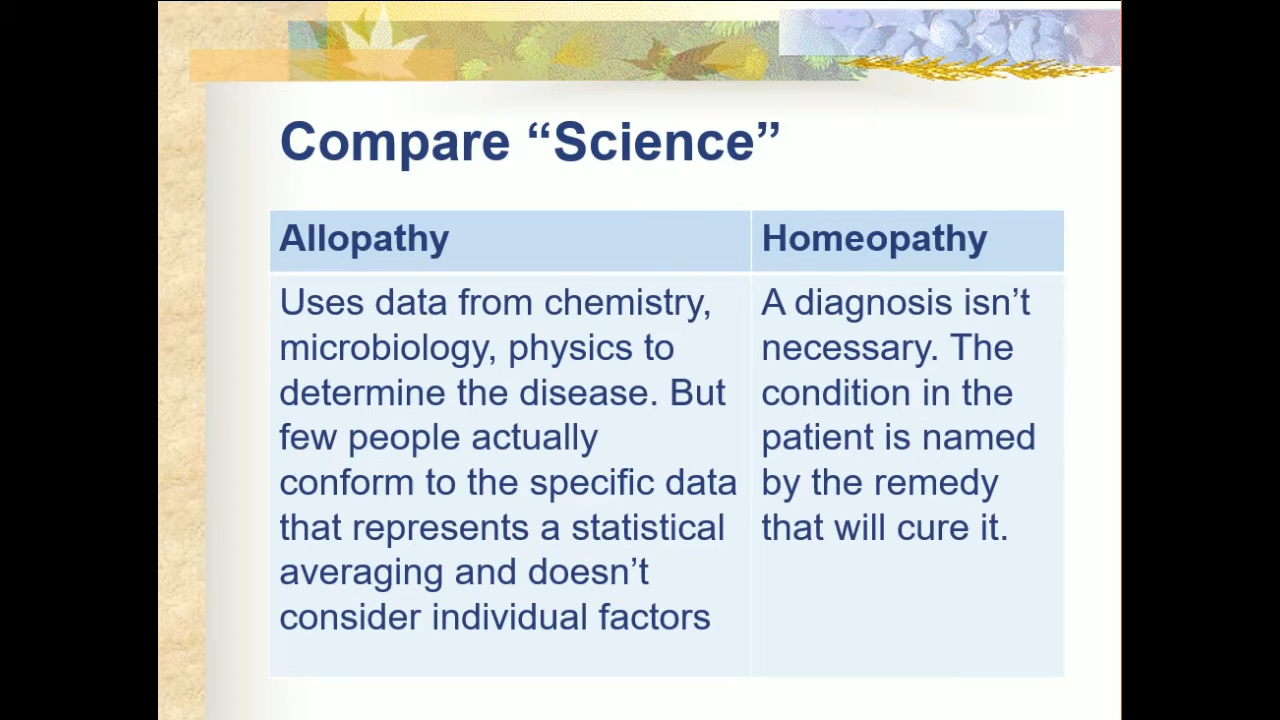 Compare “Science”
Allopathy
Uses data from chemistry,
microbiology, physics to
determine the disease. But
few people actually
conform to the specific data
that represents a statistical
averaging and doesn’t
consider individual factors
Homeopathy
A diagnosis isn’t
necessary. The
condition in the
patient is named
by the remedy
that will cure it.